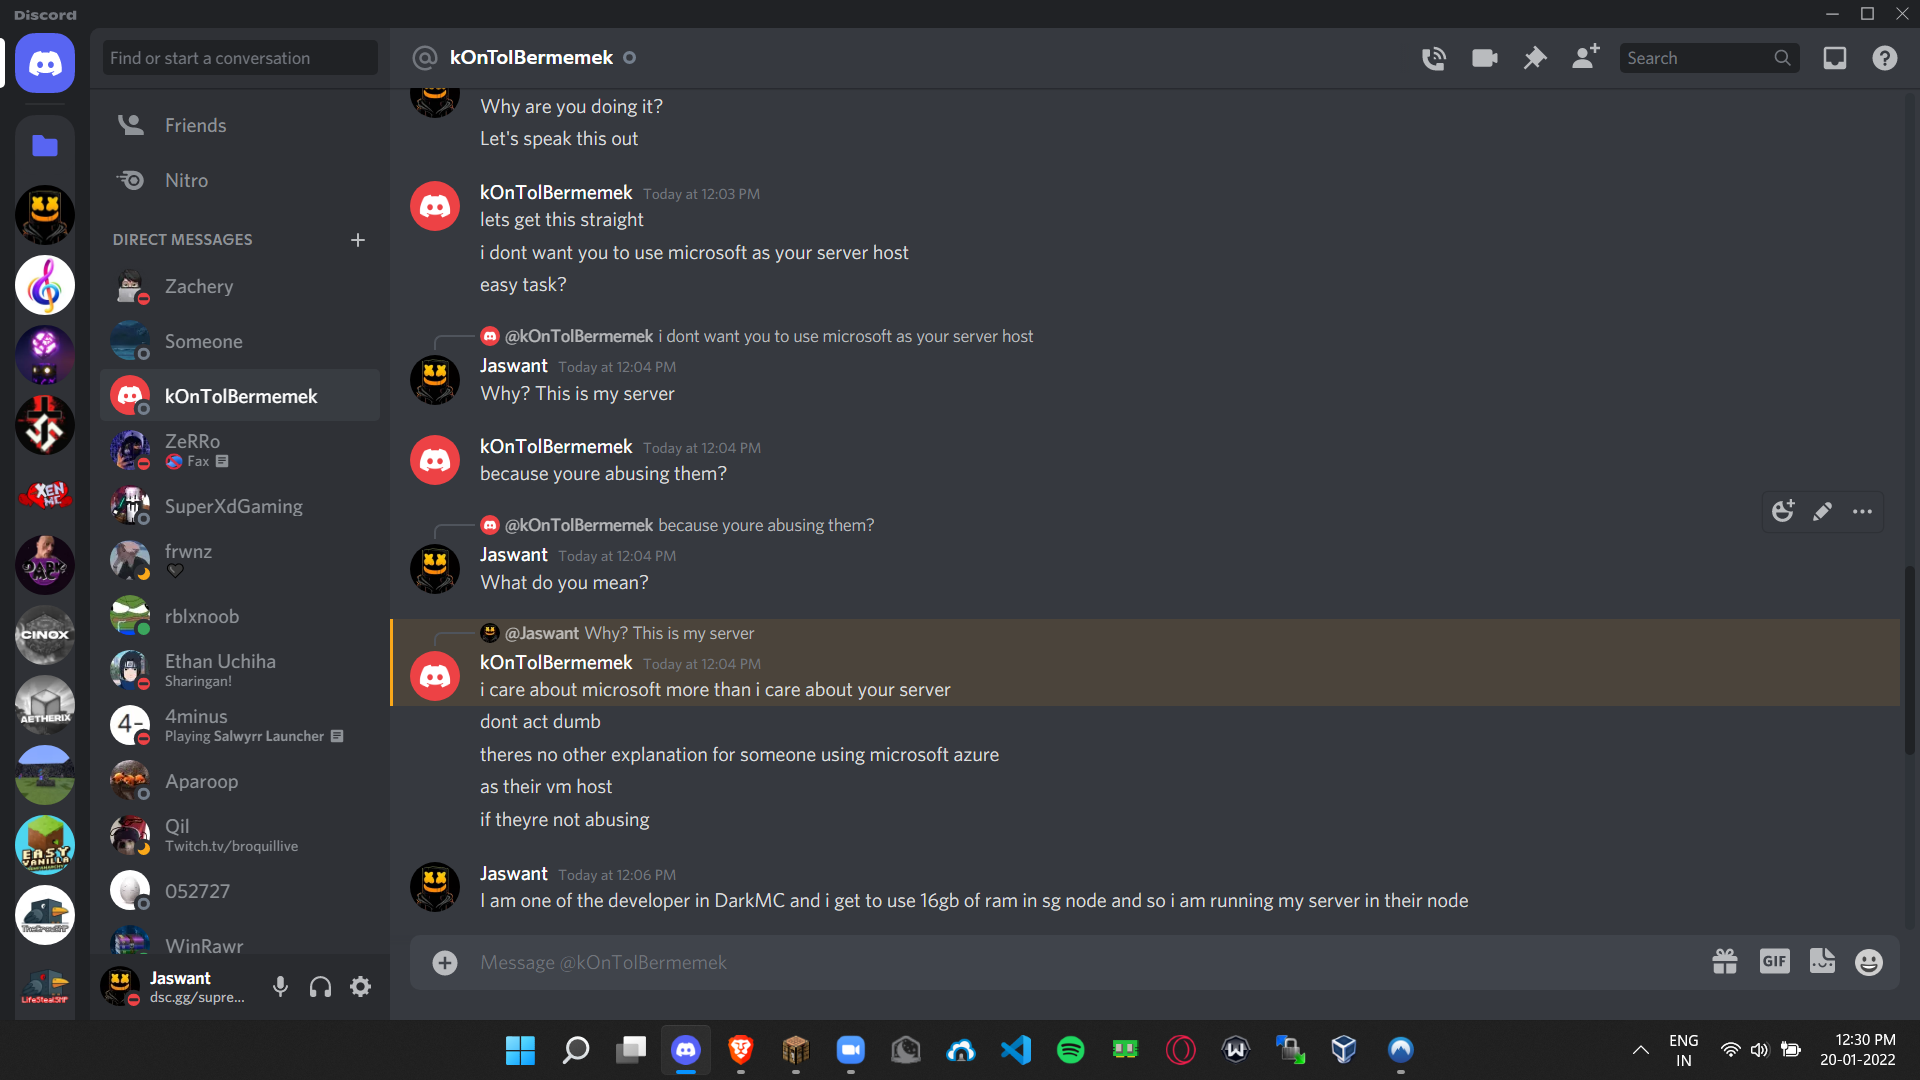 Discord
Find or start a conversation
Friends
Nitro
DIRECT MESSAGES
Zachery
Someone
kOnTolBermemek
ZeRRo
Fax
SuperXdGaming
frwnz
rblxnoob
Ethan Uchiha
Sharingan!
4-
4minus
Playing Salwyrr Launcher
Aparoop
Qil
Twitch.tv/broquillive
052727
WinRawr
Jaswant
dsc.gg/supre...
XEN MC
DARK
CINOX
AETHERIX
EASY VANILLA
TheCrowSMP
LifeStealSMP
kOnTolBermemek
Search
Why are you doing it?
Let's speak this out
kOnTolBermemek Today at 12:03 PM
lets get this straight
i dont want you to use microsoft as your server host
easy task?
@kOnTolBermemek i dont want you to use microsoft as your server host
Jaswant Today at 12:04 PM
Why? This is my server
kOnTolBermemek Today at 12:04 PM
because youre abusing them?
@kOnTolBermemek because youre abusing them?
Jaswant Today at 12:04 PM
What do you mean?
@Jaswant Why? This is my server
kOnTolBermemek Today at 12:04 PM
i care about microsoft more than i care about your server
dont act dumb
theres no other explanation for someone using microsoft azure
as their vm host
if theyre not abusing
Jaswant Today at 12:06 PM
I am one of the developer in DarkMC and i get to use 16gb of ram in sg node and so i am running my server in their node
Message @kOnTolBermemek
GIF
ENG
IN
12:30 PM
20-01-2022